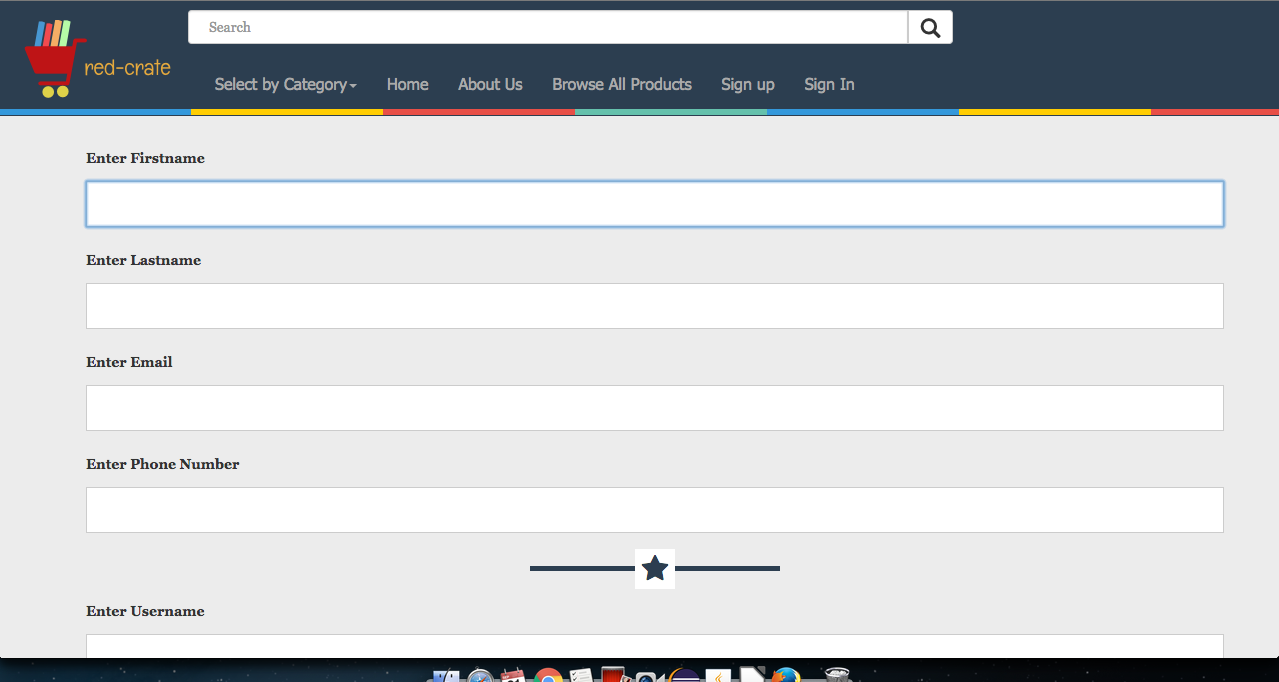 Search
red-crate
Select by Category Home About Us Browse All Products Sign up Sign In
Enter Firstname
Enter Lastname
Enter Email
Enter Phone Number
Enter Username